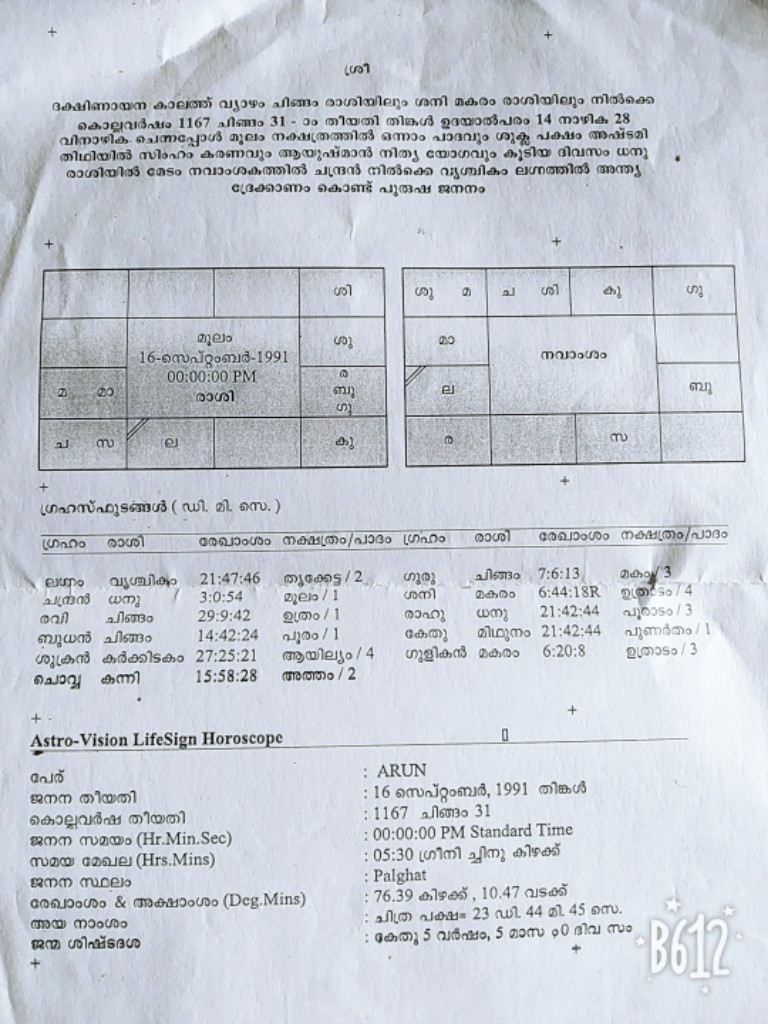 ശ്രീ
ദക്ഷിണായന കാലത്ത് വ്യാഴം ചിങ്ങം രാശിയിലും ശനി മകരം രാശിയിലും നിൽക്കെ
കൊല്ലവർഷം 1167 ചിങ്ങം 31 - ാം തീയതി തിങ്കൾ ഉദയാൽപരം 14 നാഴിക 28
വിനാഴിക ചെന്നപ്പോൾ മൂലം നക്ഷത്രത്തിൽ ഒന്നാം പാദവും ശുക്ല പക്ഷം അഷ്ടമി
തിഥിയിൽ സിംഹം കരണവും ആയുഷ്മാൻ നിത്യ യോഗവും കൂടിയ ദിവസം ധനു
രാശിയിൽ മേടം നവാംശകത്തിൽ ചന്ദ്രൻ നിൽക്കെ വൃശ്ചികം ലഗ്നത്തിൽ അന്ത്യ
ദ്രേക്കാണം കൊണ്ട് പുരുഷ ജനനം
ശി ശു മ ച ശി കു ഗു
മൂലം ശു മാ നവാംശം
16-സെപ്റ്റംബർ-1991
00:00:00 PM ര
മ മാ രാശി ബു ല ബു
ഗു
ച സ ല കു ര സ
ഗ്രഹസ്ഫുടങ്ങൾ ( ഡി. മി. സെ. )
ഗ്രഹം രാശി രേഖാംശം നക്ഷത്രം/പാദം ഗ്രഹം രാശി രേഖാംശം നക്ഷത്രം/പാദം
ലഗ്നം വൃശ്ചികം 21:47:46 തൃക്കേട്ട / 2 ഗുരു ചിങ്ങം 7:6:13 മകം / 3
ചന്ദ്രൻ ധനു 3:0:54 മൂലം / 1 ശനി മകരം 6:44:18R ഉത്രാടം / 4
രവി ചിങ്ങം 29:9:42 ഉത്രം / 1 രാഹു ധനു 21:42:44 പൂരാടം / 3
ബുധൻ ചിങ്ങം 14:42:24 പൂരം / 1 കേതു മിഥുനം 21:42:44 പുണർതം / 1
ശുക്രൻ കർക്കിടകം 27:25:21 ആയില്യം / 4 ഗുളികൻ മകരം 6:20:8 ഉത്രാടം / 3
ചൊവ്വ കന്നി 15:58:28 അത്തം / 2
Astro-Vision LifeSign Horoscope
പേര് : ARUN
ജനന തീയതി : 16 സെപ്റ്റംബർ, 1991 തിങ്കൾ
കൊല്ലവർഷ തീയതി : 1167 ചിങ്ങം 31
ജനന സമയം (Hr.Min.Sec) : 00:00:00 PM Standard Time
സമയ മേഖല (Hrs.Mins) : 05:30 ഗ്രീനി ച്ചിനു കിഴക്ക്
ജനന സ്ഥലം : Palghat
രേഖാംശം & അക്ഷാംശം (Deg.Mins) : 76.39 കിഴക്ക് , 10.47 വടക്ക്
അയ നാംശം : ചിത്ര പക്ഷ= 23 ഡി. 44 മി. 45 സെ.
ജന്മ ശിഷ്ടദശ : കേതു 5 വർഷം, 5 മാസ ദിവ സം
B612